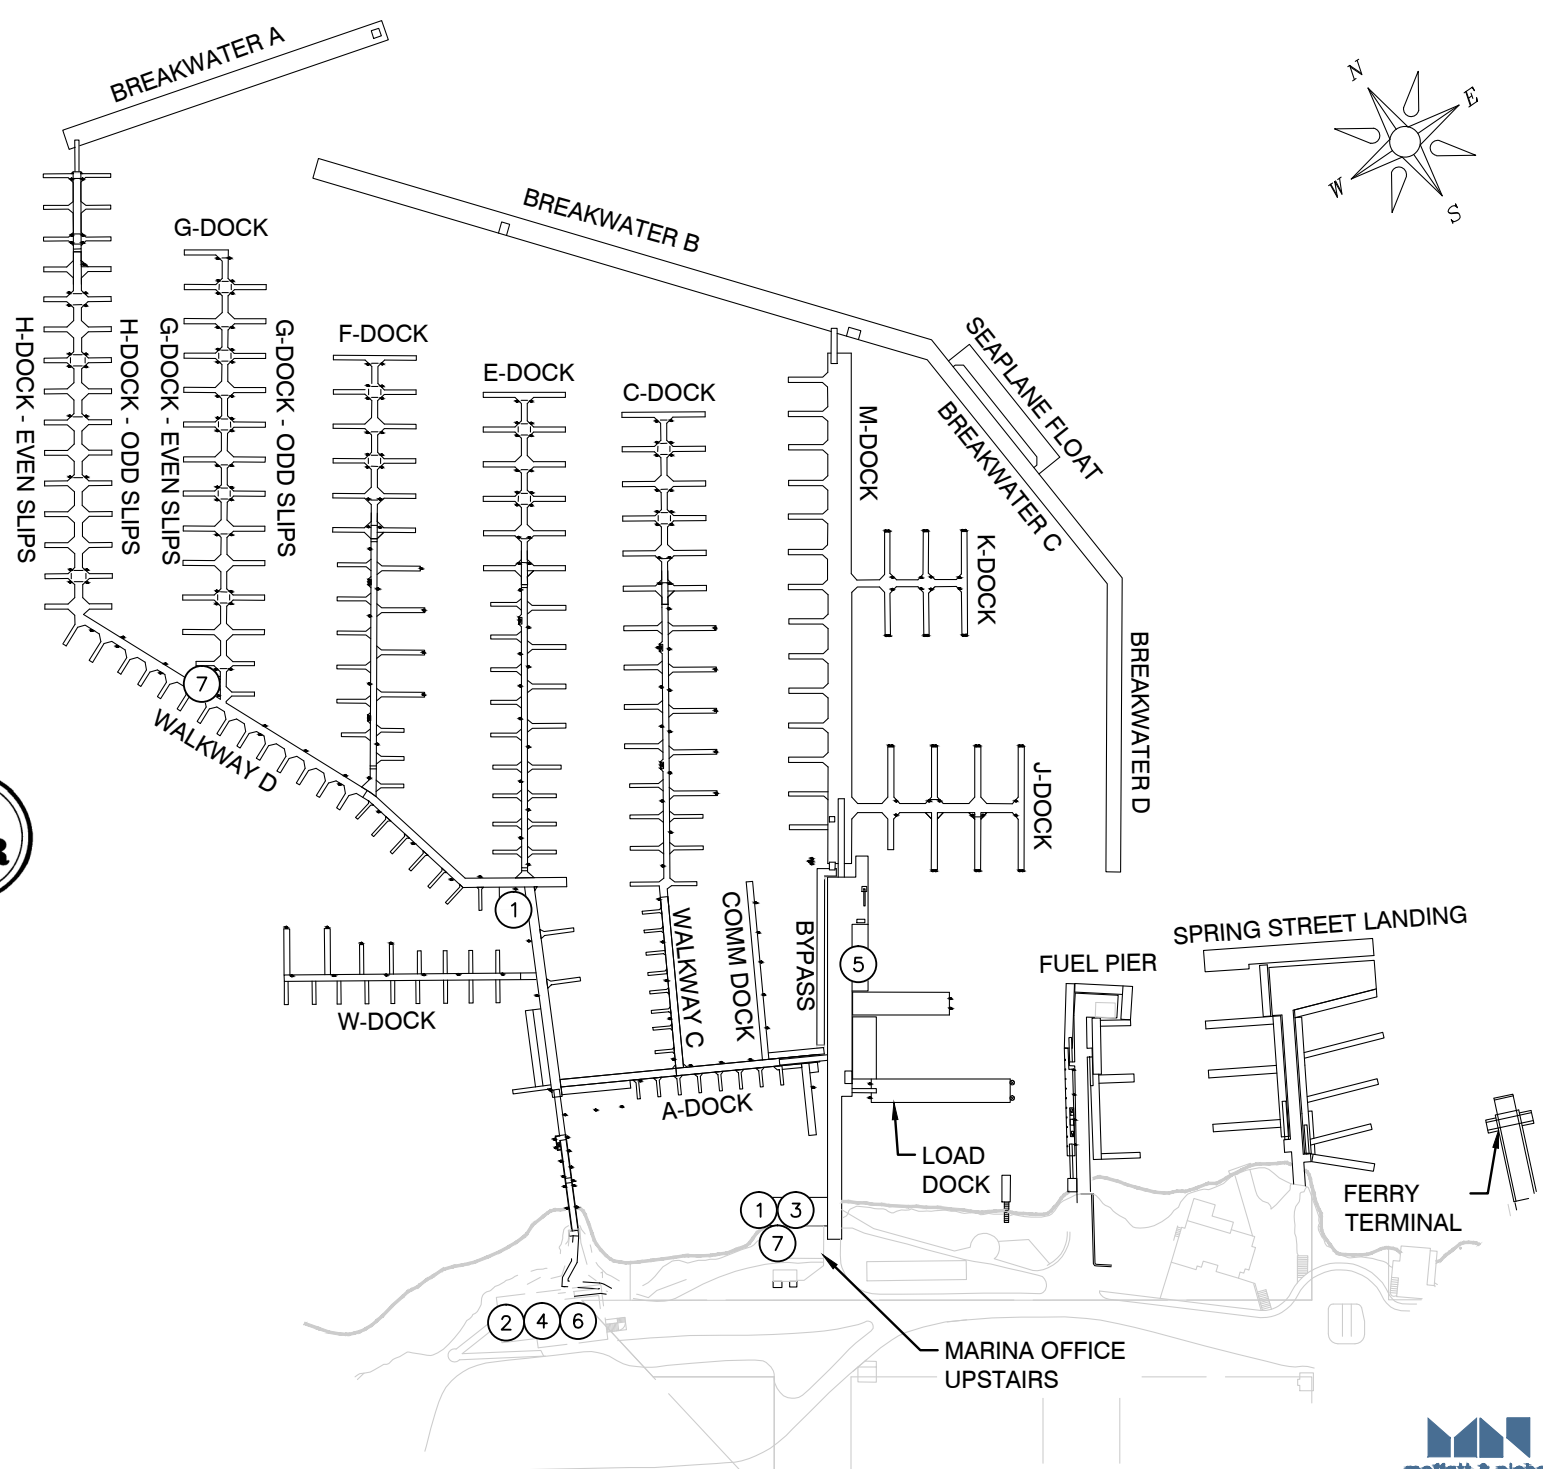 BREAKWATER A
N
E
W
S
BREAKWATER B
G-DOCK
F-DOCK
E-DOCK
C-DOCK
H-DOCK - EVEN SLIPS
H-DOCK - ODD SLIPS
G-DOCK - EVEN SLIPS
G-DOCK - ODD SLIPS
SEAPLANE FLOAT
BREAKWATER C
M-DOCK
K-DOCK
BREAKWATER D
J-DOCK
7
WALKWAY D
1
W-DOCK
WALKWAY C
COMM DOCK
BYPASS
5
FUEL PIER
SPRING STREET LANDING
A-DOCK
LOAD
DOCK
FERRY
TERMINAL
1
3
7
2
4
6
MARINA OFFICE
UPSTAIRS